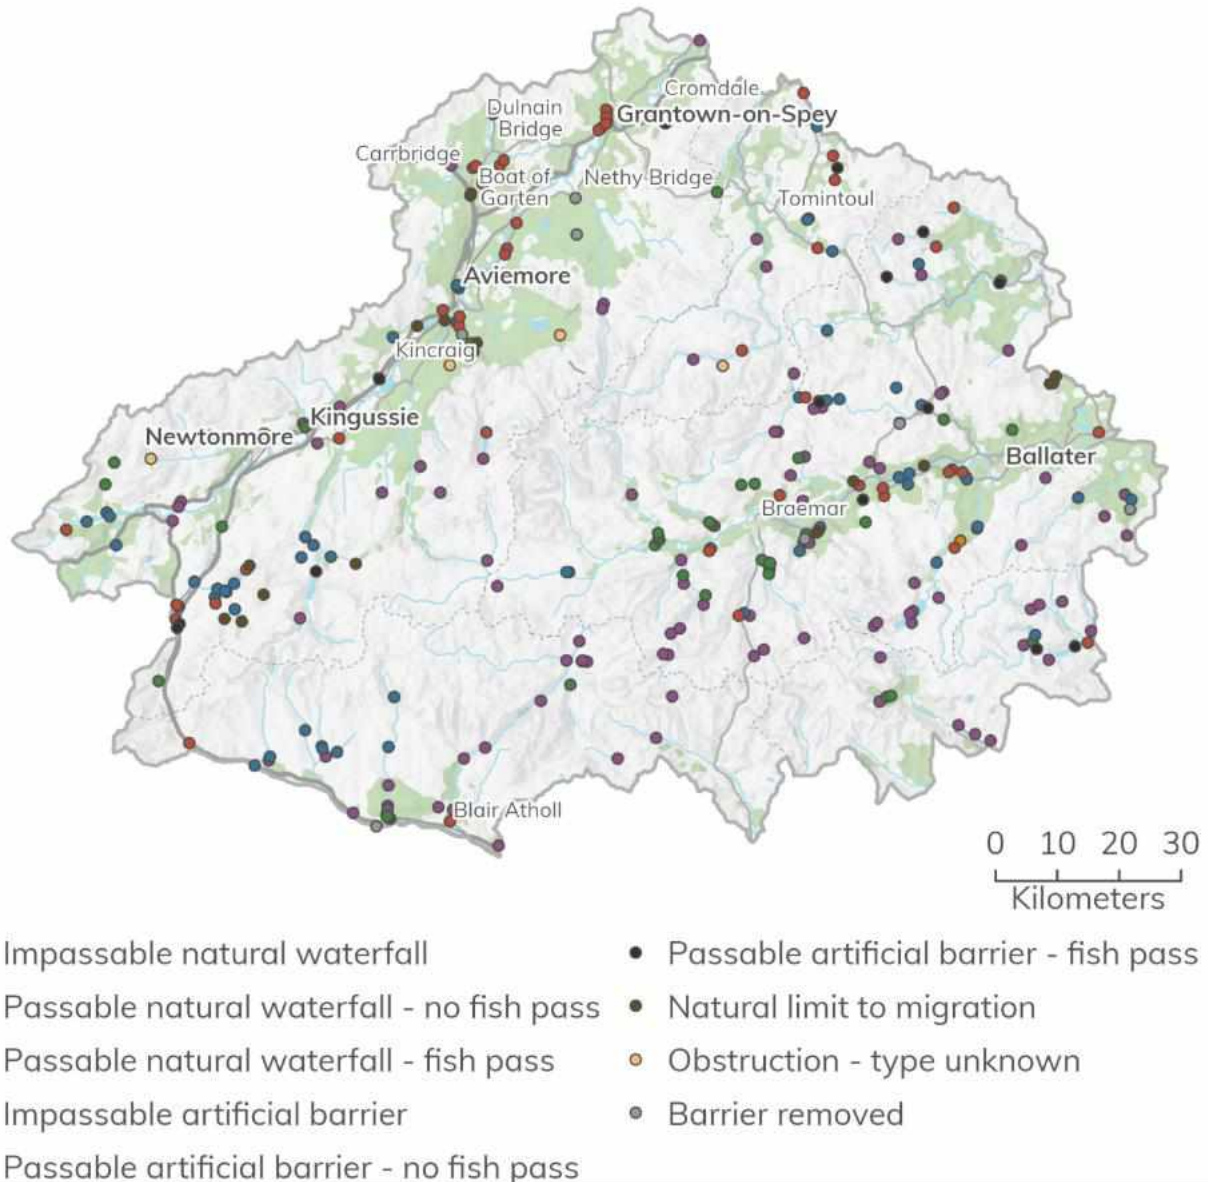 Cromdale
Dulnain
Bridge
Grantown-on-Spey
Carrbridge
Boat of
Garten
Nethy Bridge
Tomintoul
Aviemore
Kincraig
Kingussie
Newtonmore
Ballater
Braemar
Blair Atholl
0 10 20 30
Kilometers
Impassable natural waterfall
Passable natural waterfall - no fish pass
Passable natural waterfall - fish pass
Impassable artificial barrier
Passable artificial barrier - no fish pass
Passable artificial barrier - fish pass
Natural limit to migration
Obstruction - type unknown
Barrier removed